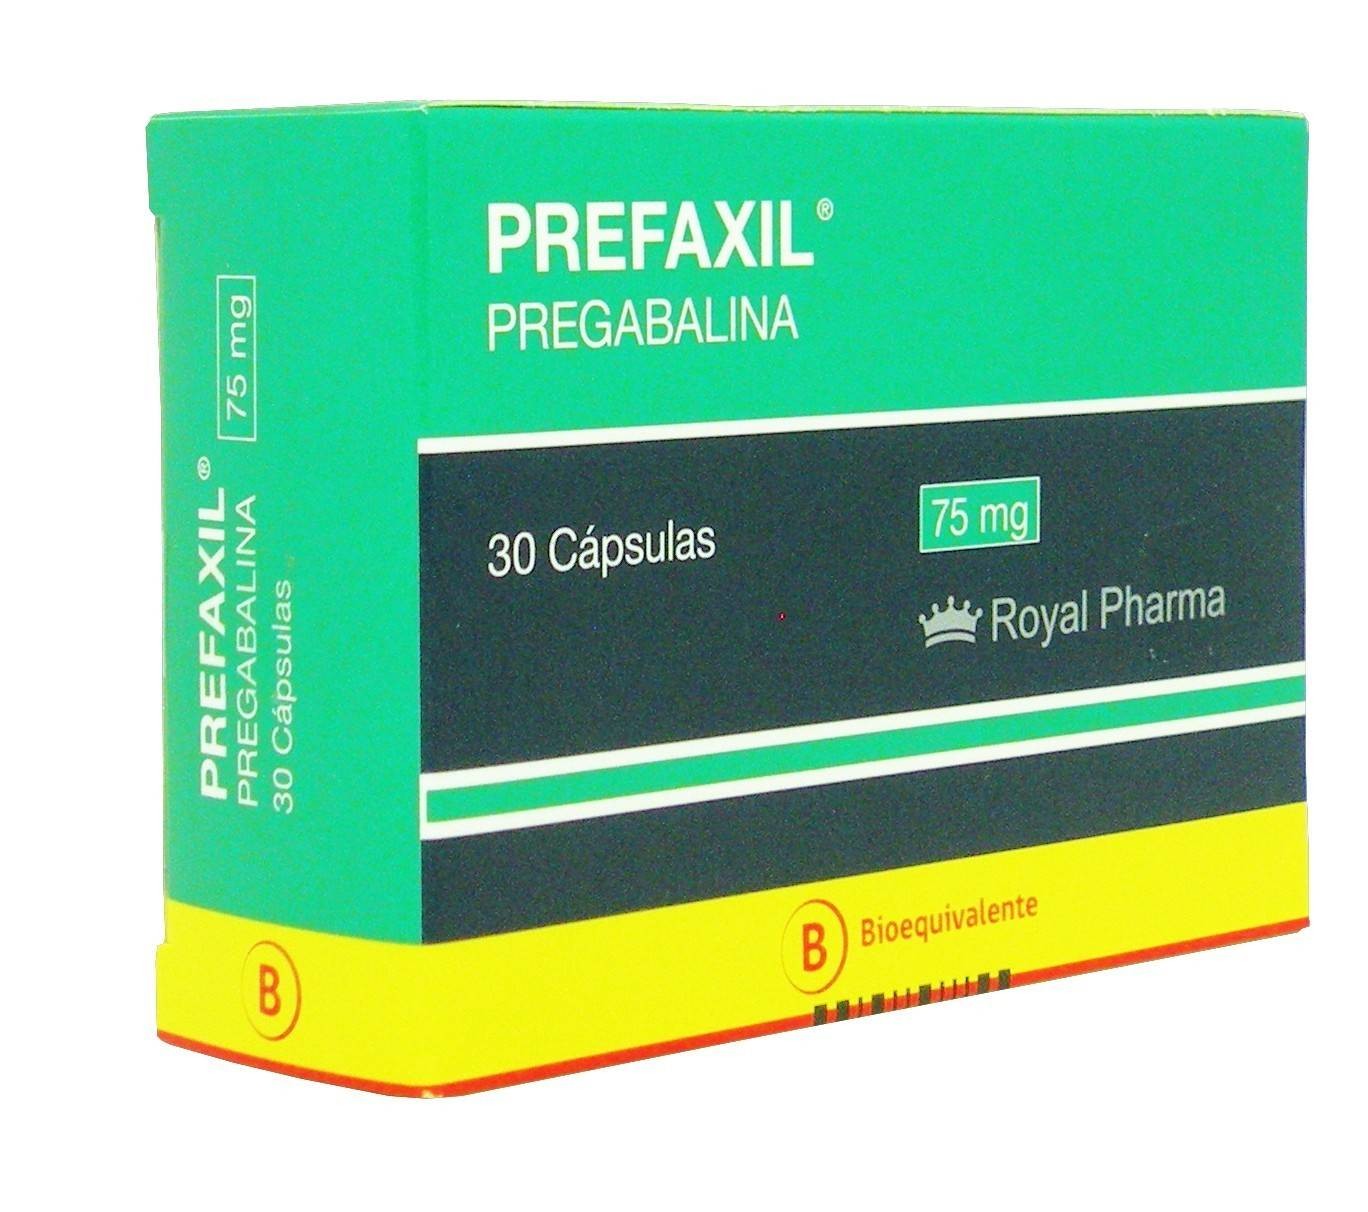 PREFAXIL®
PREGABALINA
30 Cápsulas
75 mg
Royal Pharma
B Bioequivalente
PREFAXIL®
PREGABALINA 75 mg
30 Cápsulas
B